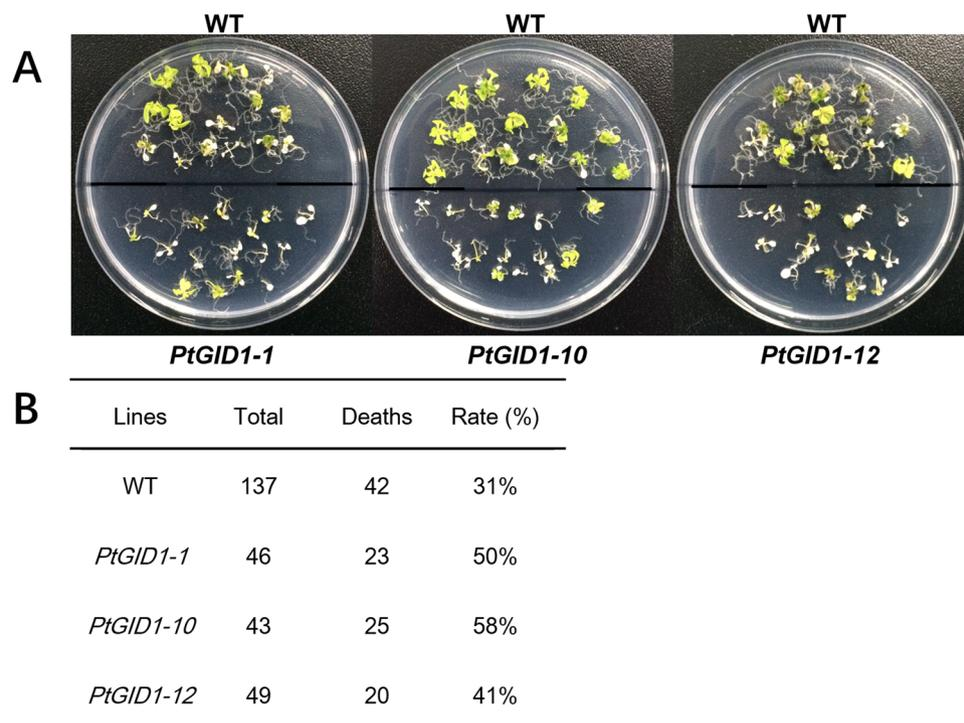 WT WT WT
A
PtGID1-1 PtGID1-10 PtGID1-12
B
Lines Total Deaths Rate (%)
WT 137 42 31%
PtGID1-1 46 23 50%
PtGID1-10 43 25 58%
PtGID1-12 49 20 41%